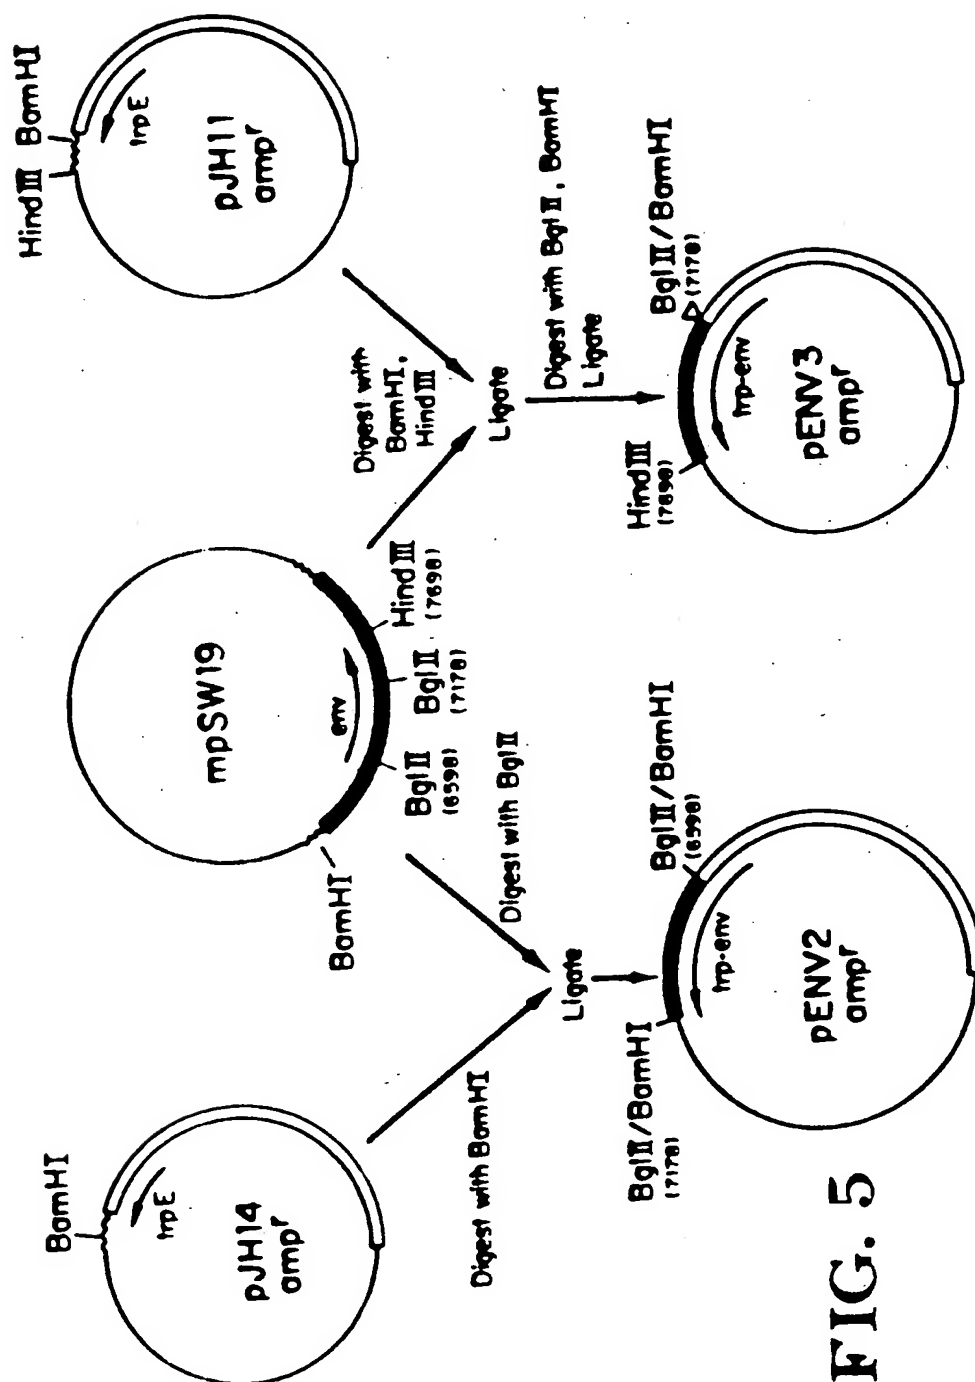 BamHI
trpE
pJH14
ampʳ
mpSW19
env
BamHI
BglII
(6598)
BglII
(7178)
HindIII
(7698)
HindIII BamHI
trpE
pJH11
ampʳ
Digest with BamHI
Digest with BglII
Ligate
Digest with
BamHI,
HindIII
Ligate
Digest with BglII, BamHI
Ligate
BglII/BamHI
(7178)
BglII/BamHI
(6598)
trp-env
pENV2
ampʳ
HindIII
(7698)
BglII/BamHI
(7178)
trp-env
pENV3
ampʳ
FIG. 5